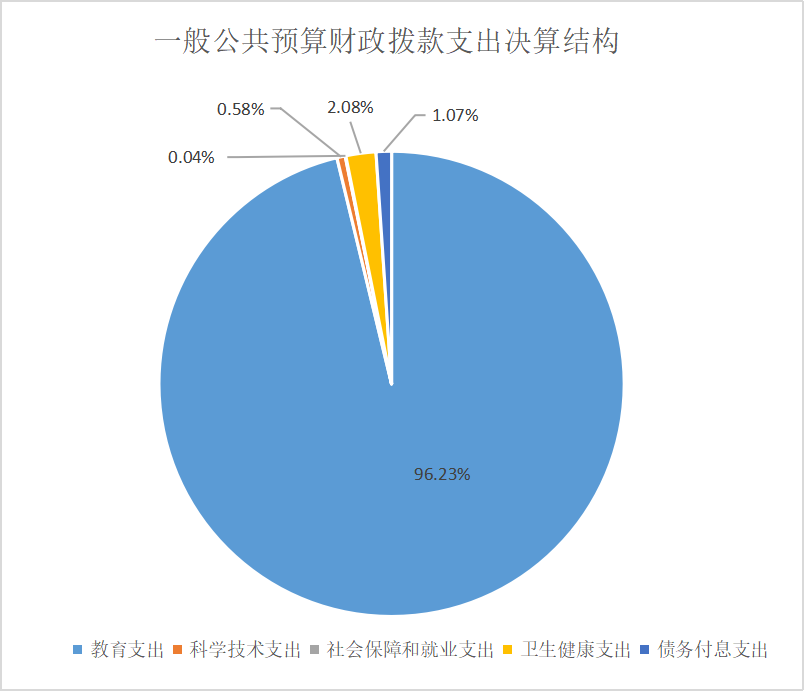 一般公共预算财政拨款支出决算结构
0.58%
2.08%
1.07%
0.04%
96.23%
教育支出 科学技术支出 社会保障和就业支出 卫生健康支出 债务付息支出